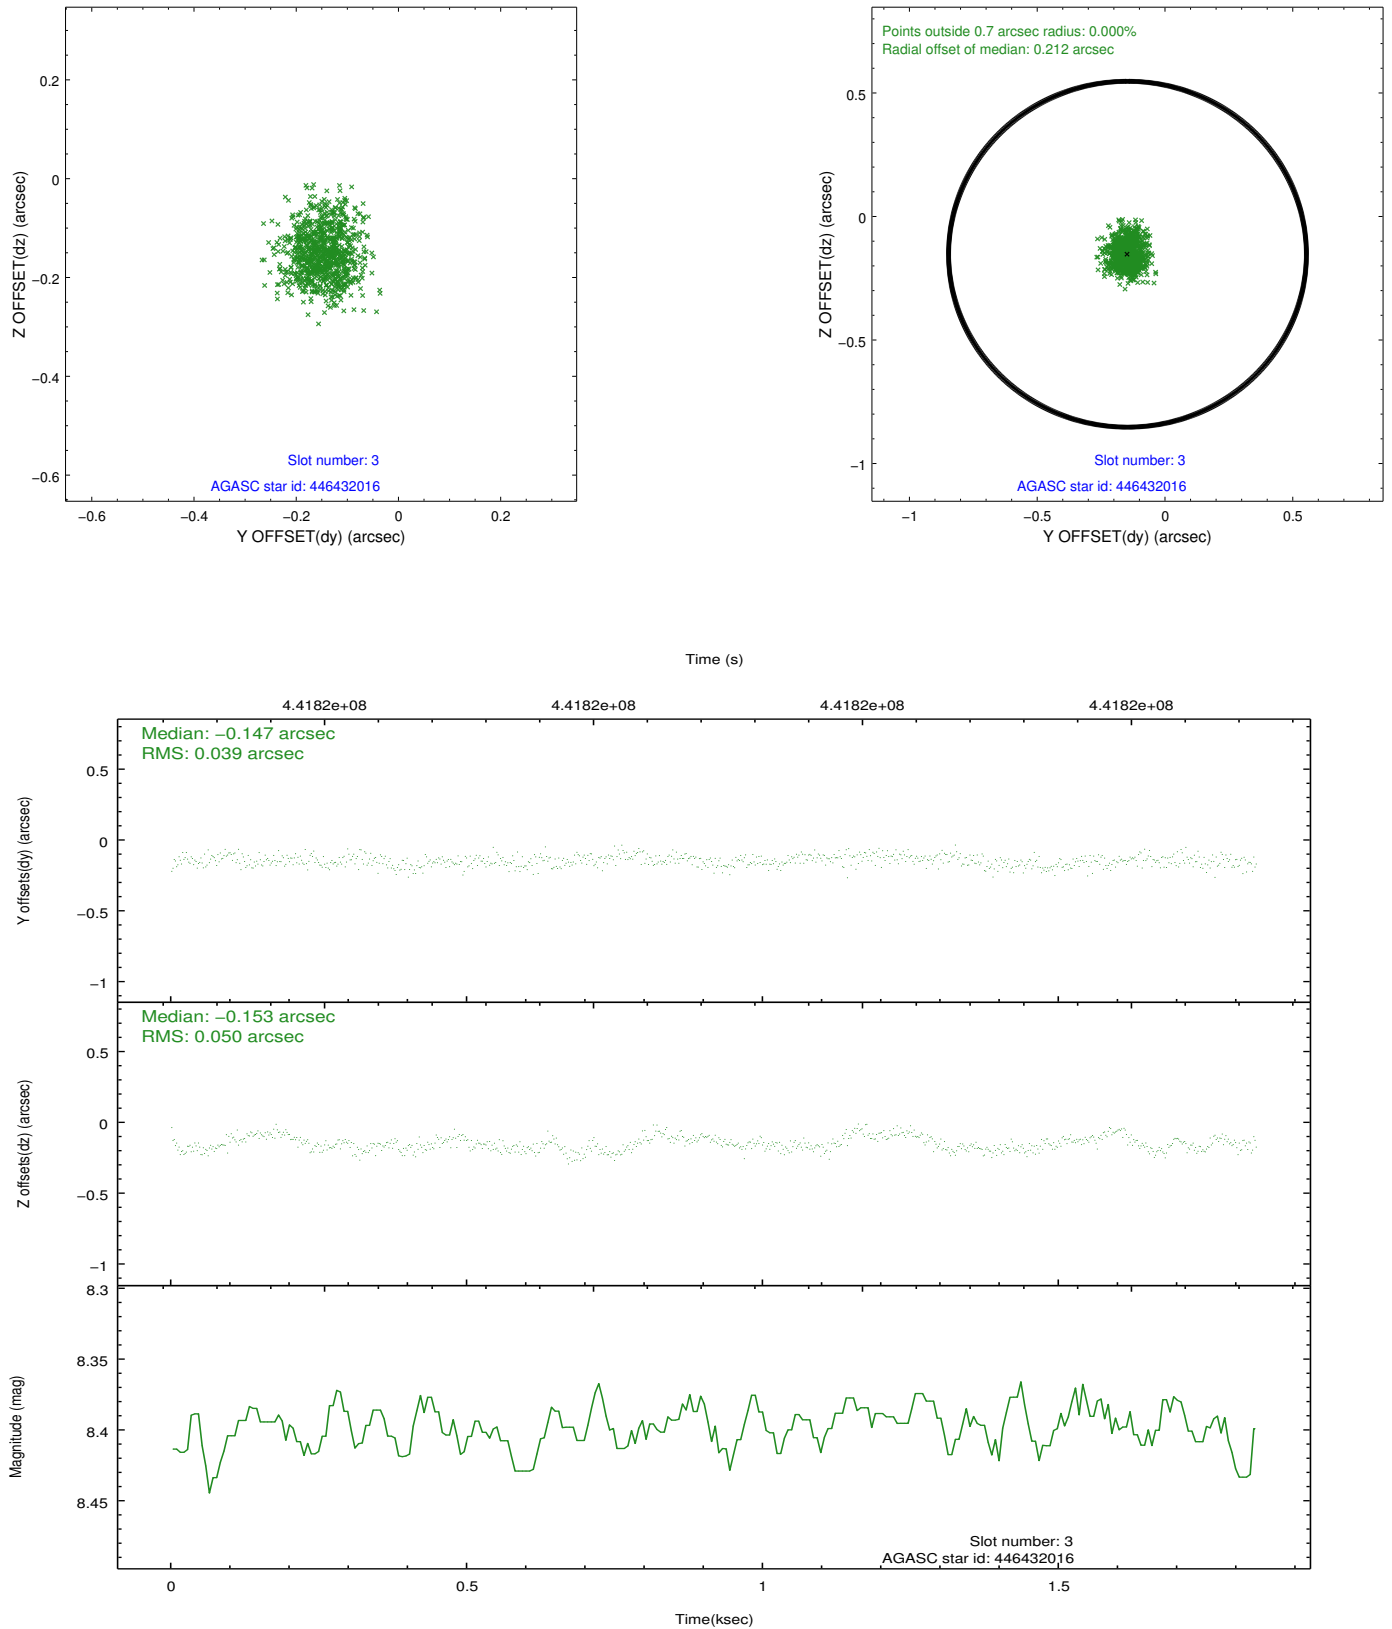 0.2
0
−0.2
−0.4
−0.6
Z OFFSET(dz) (arcsec)
Slot number: 3
AGASC star id: 446432016
−0.6
−0.4
−0.2
0
0.2
Y OFFSET(dy) (arcsec)
Points outside 0.7 arcsec radius: 0.000%
Radial offset of median: 0.212 arcsec
0.5
0
−0.5
−1
Z OFFSET(dz) (arcsec)
Slot number: 3
AGASC star id: 446432016
−1
−0.5
0
0.5
Y OFFSET(dy) (arcsec)
Time (s)
4.4182e+08
4.4182e+08
4.4182e+08
4.4182e+08
Median: −0.147 arcsec
RMS: 0.039 arcsec
0.5
0
−0.5
−1
Y offsets(dy) (arcsec)
Median: −0.153 arcsec
RMS: 0.050 arcsec
0.5
0
−0.5
−1
Z offsets(dz) (arcsec)
8.3
8.35
8.4
8.45
Magnitude (mag)
Slot number: 3
AGASC star id: 446432016
0
0.5
1
1.5
Time(ksec)